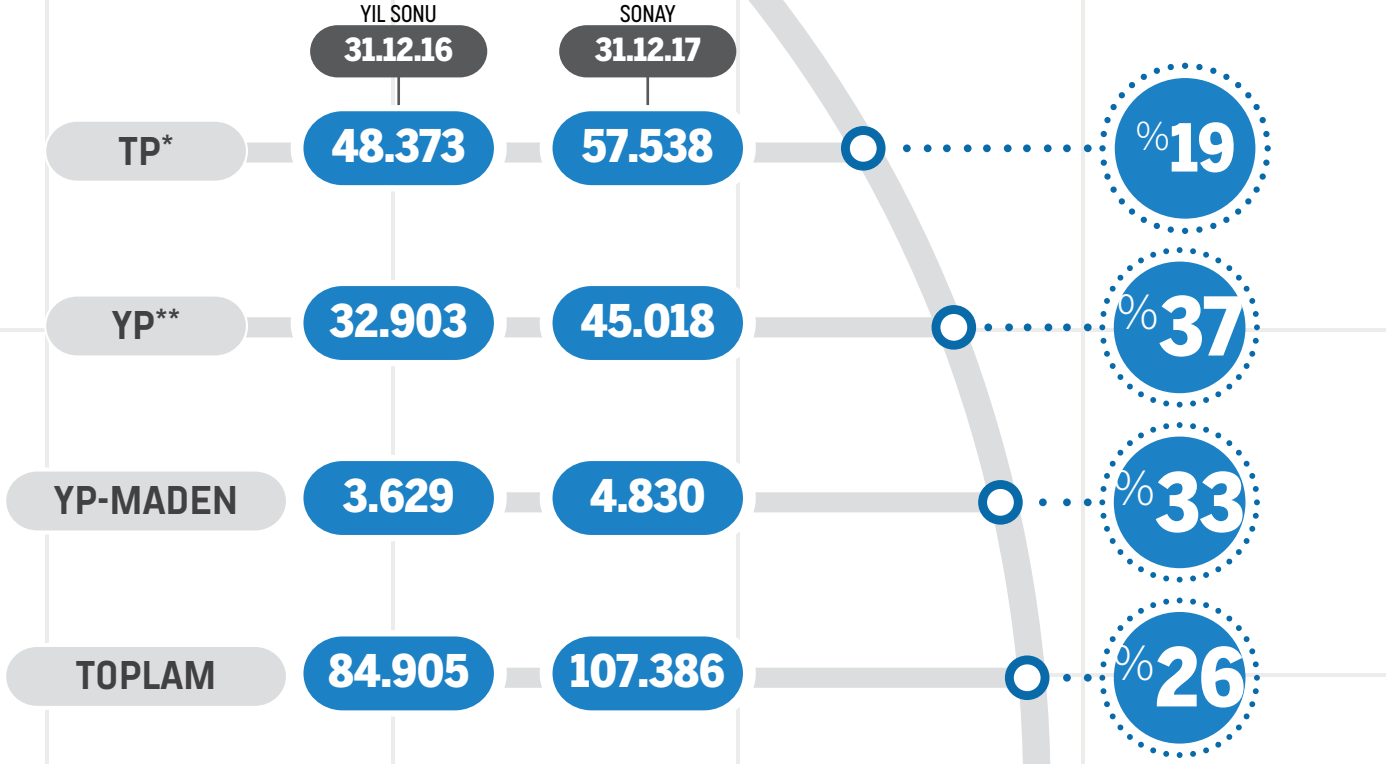 YIL SONU SONAY
31.12.16 31.12.17
TP* 48.373 57.538 %19
YP** 32.903 45.018 %37
YP-MADEN 3.629 4.830 %33
TOPLAM 84.905 107.386 %26